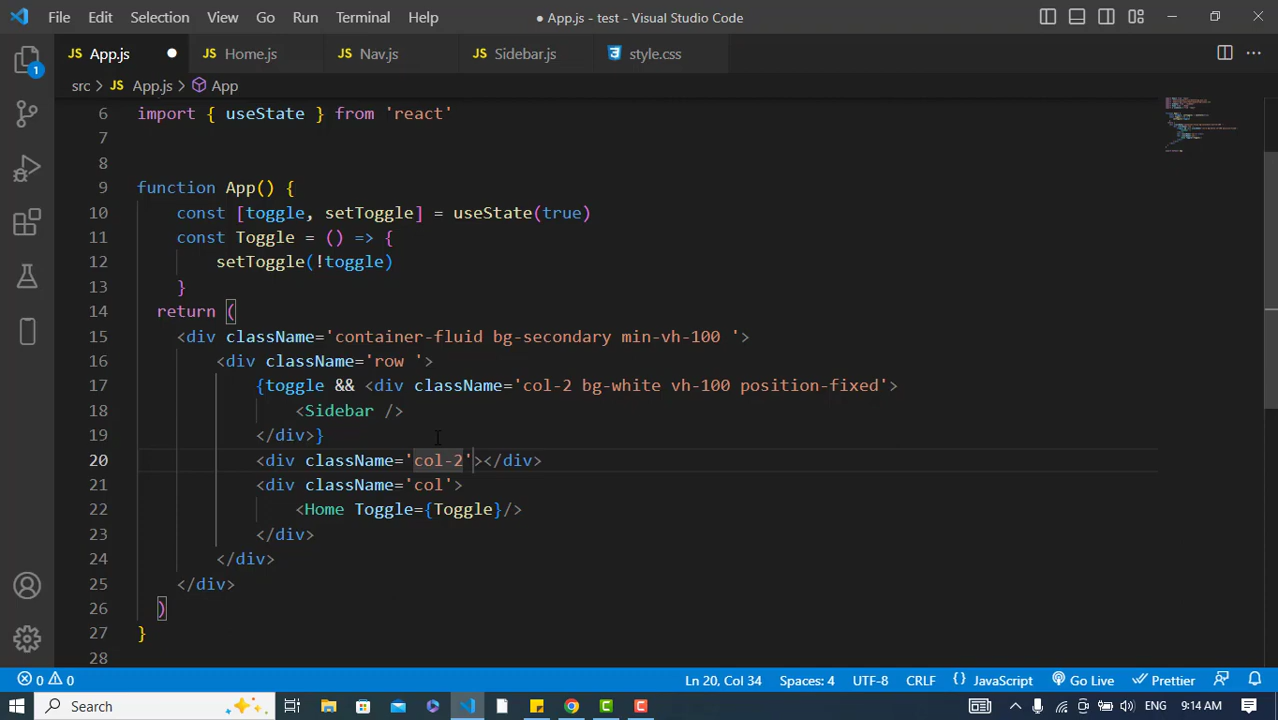 File Edit Selection View Go Run Terminal Help ● App.js - test - Visual Studio Code
JS App.js JS Home.js JS Nav.js JS Sidebar.js style.css ···
src > JS App.js > App
1
6 import { useState } from 'react'
7
8
9 function App() {
10 const [toggle, setToggle] = useState(true)
11 const Toggle = () => {
12 setToggle(!toggle)
13 }
14 return (
15 <div className='container-fluid bg-secondary min-vh-100 '>
16 <div className='row '>
17 {toggle && <div className='col-2 bg-white vh-100 position-fixed'>
18 <Sidebar />
19 </div>}
20 <div className='col-2'></div>
21 <div className='col'>
22 <Home Toggle={Toggle}/>
23 </div>
24 </div>
25 </div>
26 )
27 }
28
0 0 Ln 20, Col 34 Spaces: 4 UTF-8 CRLF {} JavaScript Go Live Prettier
Search ENG 9:14 AM